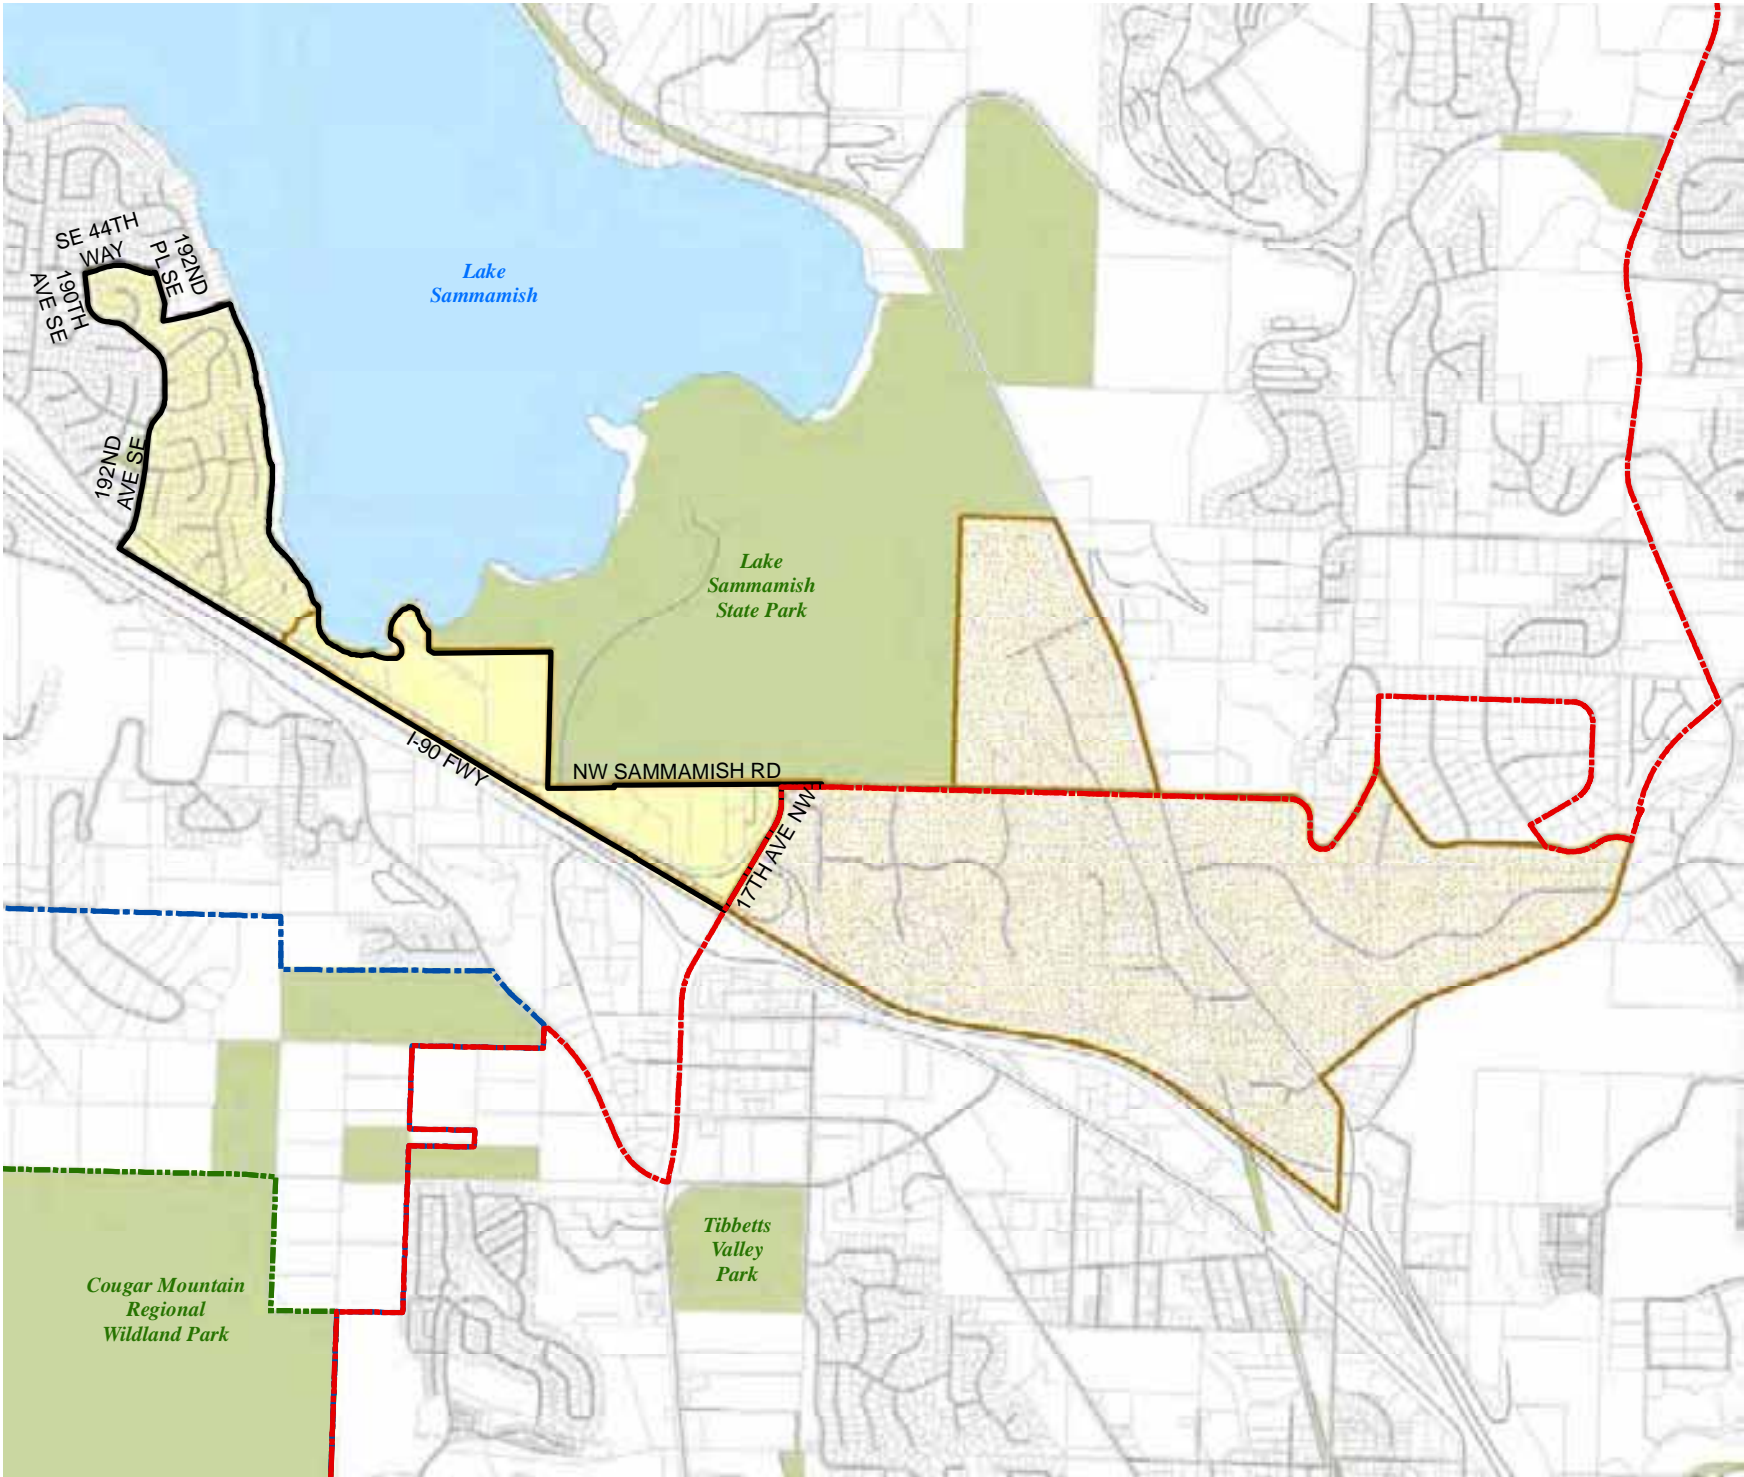 SE 44TH
WAY
192ND
PL SE
190TH
AVE SE
Lake
Sammamish
192ND
AVE SE
Lake
Sammamish
State Park
I-90 FWY
NW SAMMAMISH RD
17TH AVE NW
Tibbetts
Valley
Park
Cougar Mountain
Regional
Wildland Park